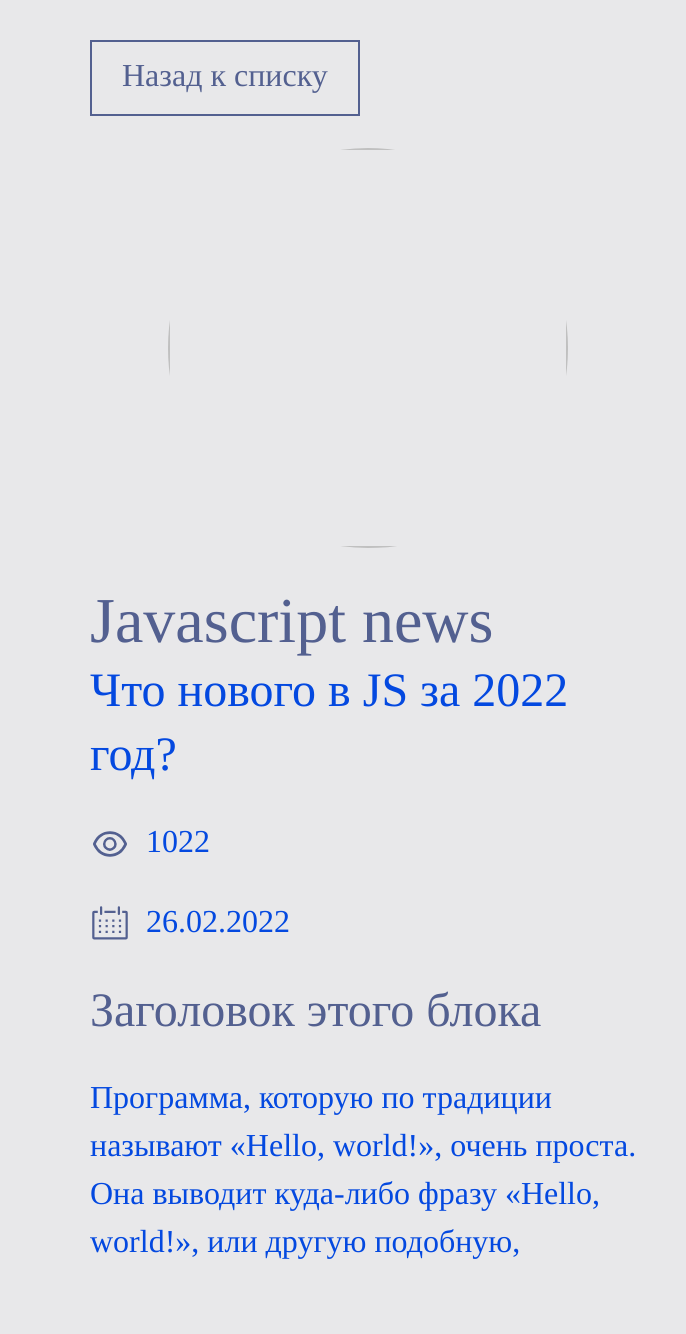 Назад к списку
Javascript news
Что нового в JS за 2022
год?
1022
26.02.2022
Заголовок этого блока
Программа, которую по традиции
называют «Hello, world!», очень проста.
Она выводит куда-либо фразу «Hello,
world!», или другую подобную,